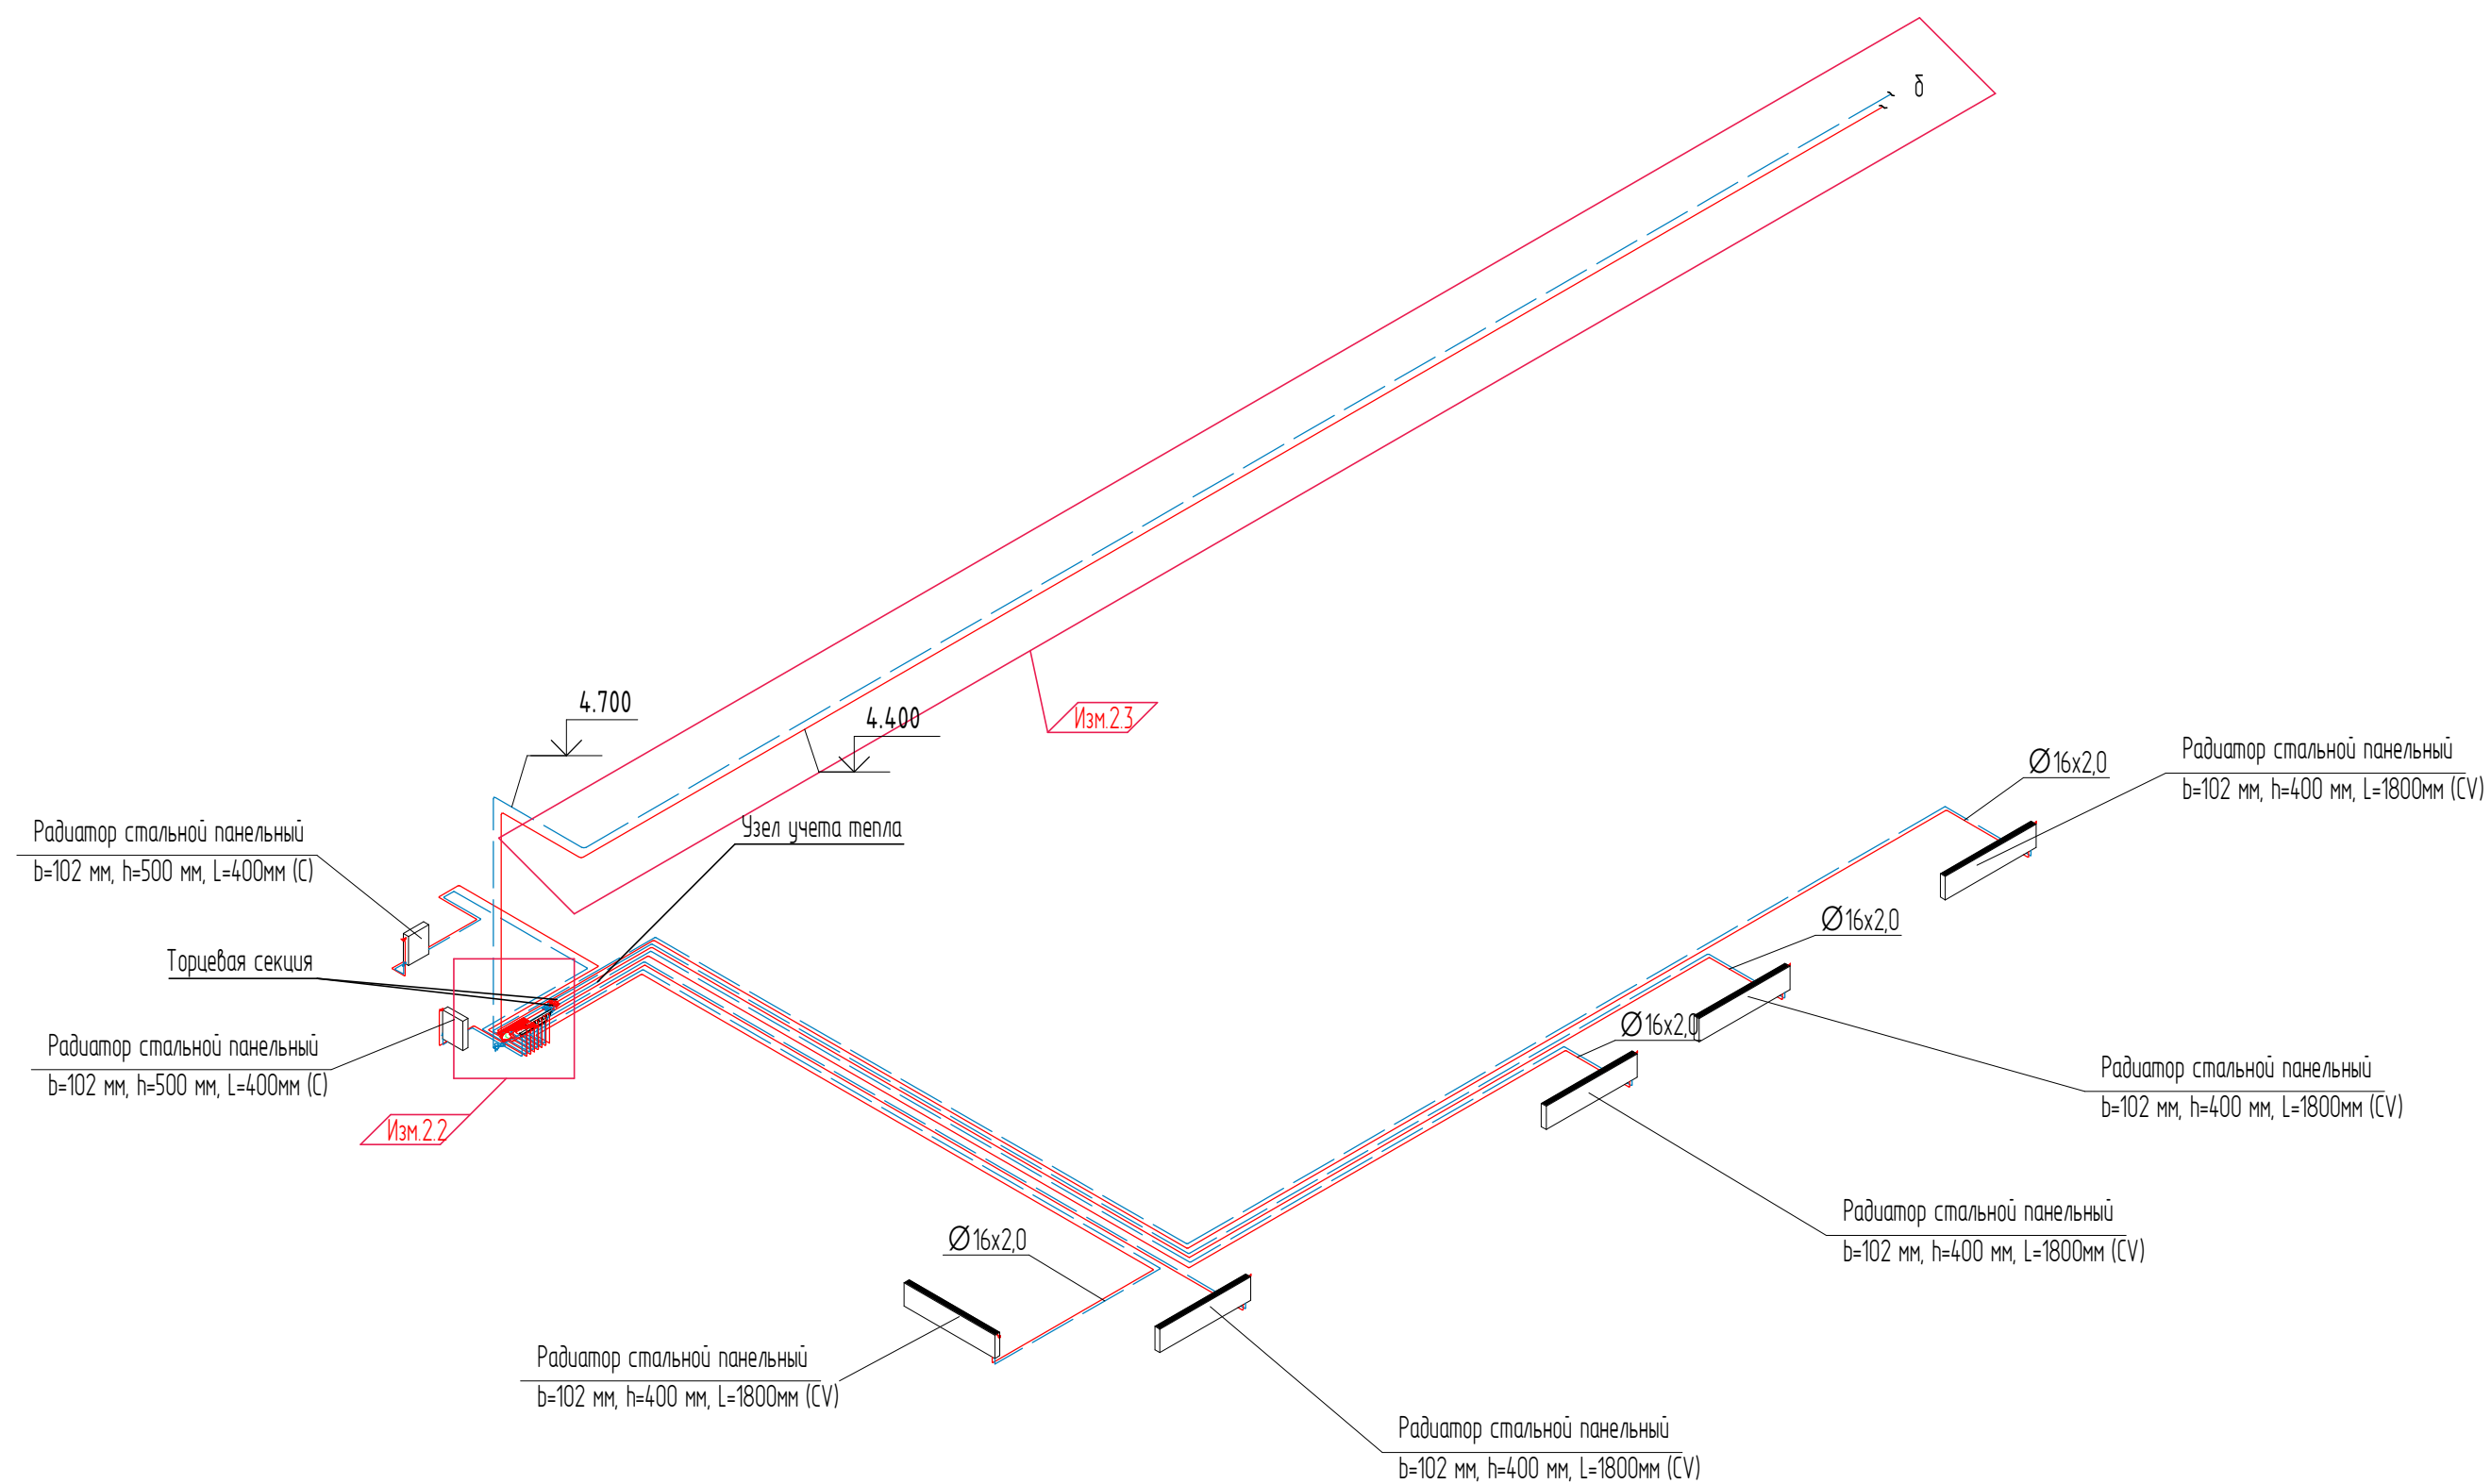 δ
4.700
4.400
Изм.2.3
Ø16x2,0
Радиатор стальной панельный
b=102 мм, h=400 мм, L=1800мм (CV)
Узел учета тепла
Радиатор стальной панельный
b=102 мм, h=500 мм, L=400мм (C)
Ø16x2,0
Торцевая секция
Ø16x2,0
Радиатор стальной панельный
b=102 мм, h=500 мм, L=400мм (C)
Радиатор стальной панельный
b=102 мм, h=400 мм, L=1800мм (CV)
Изм.2.2
Радиатор стальной панельный
b=102 мм, h=400 мм, L=1800мм (CV)
Ø16x2,0
Радиатор стальной панельный
b=102 мм, h=400 мм, L=1800мм (CV)
Радиатор стальной панельный
b=102 мм, h=400 мм, L=1800мм (CV)